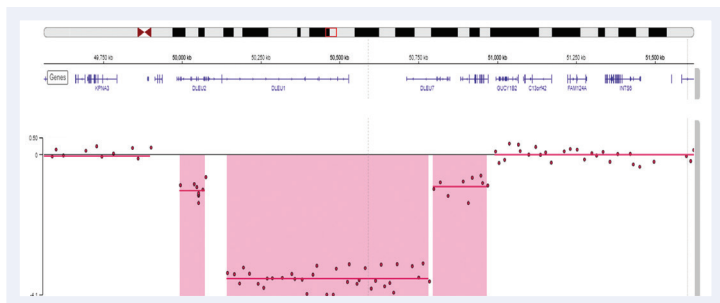 49,750 kb 50,000 kb 50,250 kb 50,500 kb 50,750 kb 51,000 kb 51,250 kb 51,500 kb
Genes
KPNA3 DLEU2 DLEU1 DLEU7 GUCY1B2 C13orf42 FAM124A INTS6
0.50
0